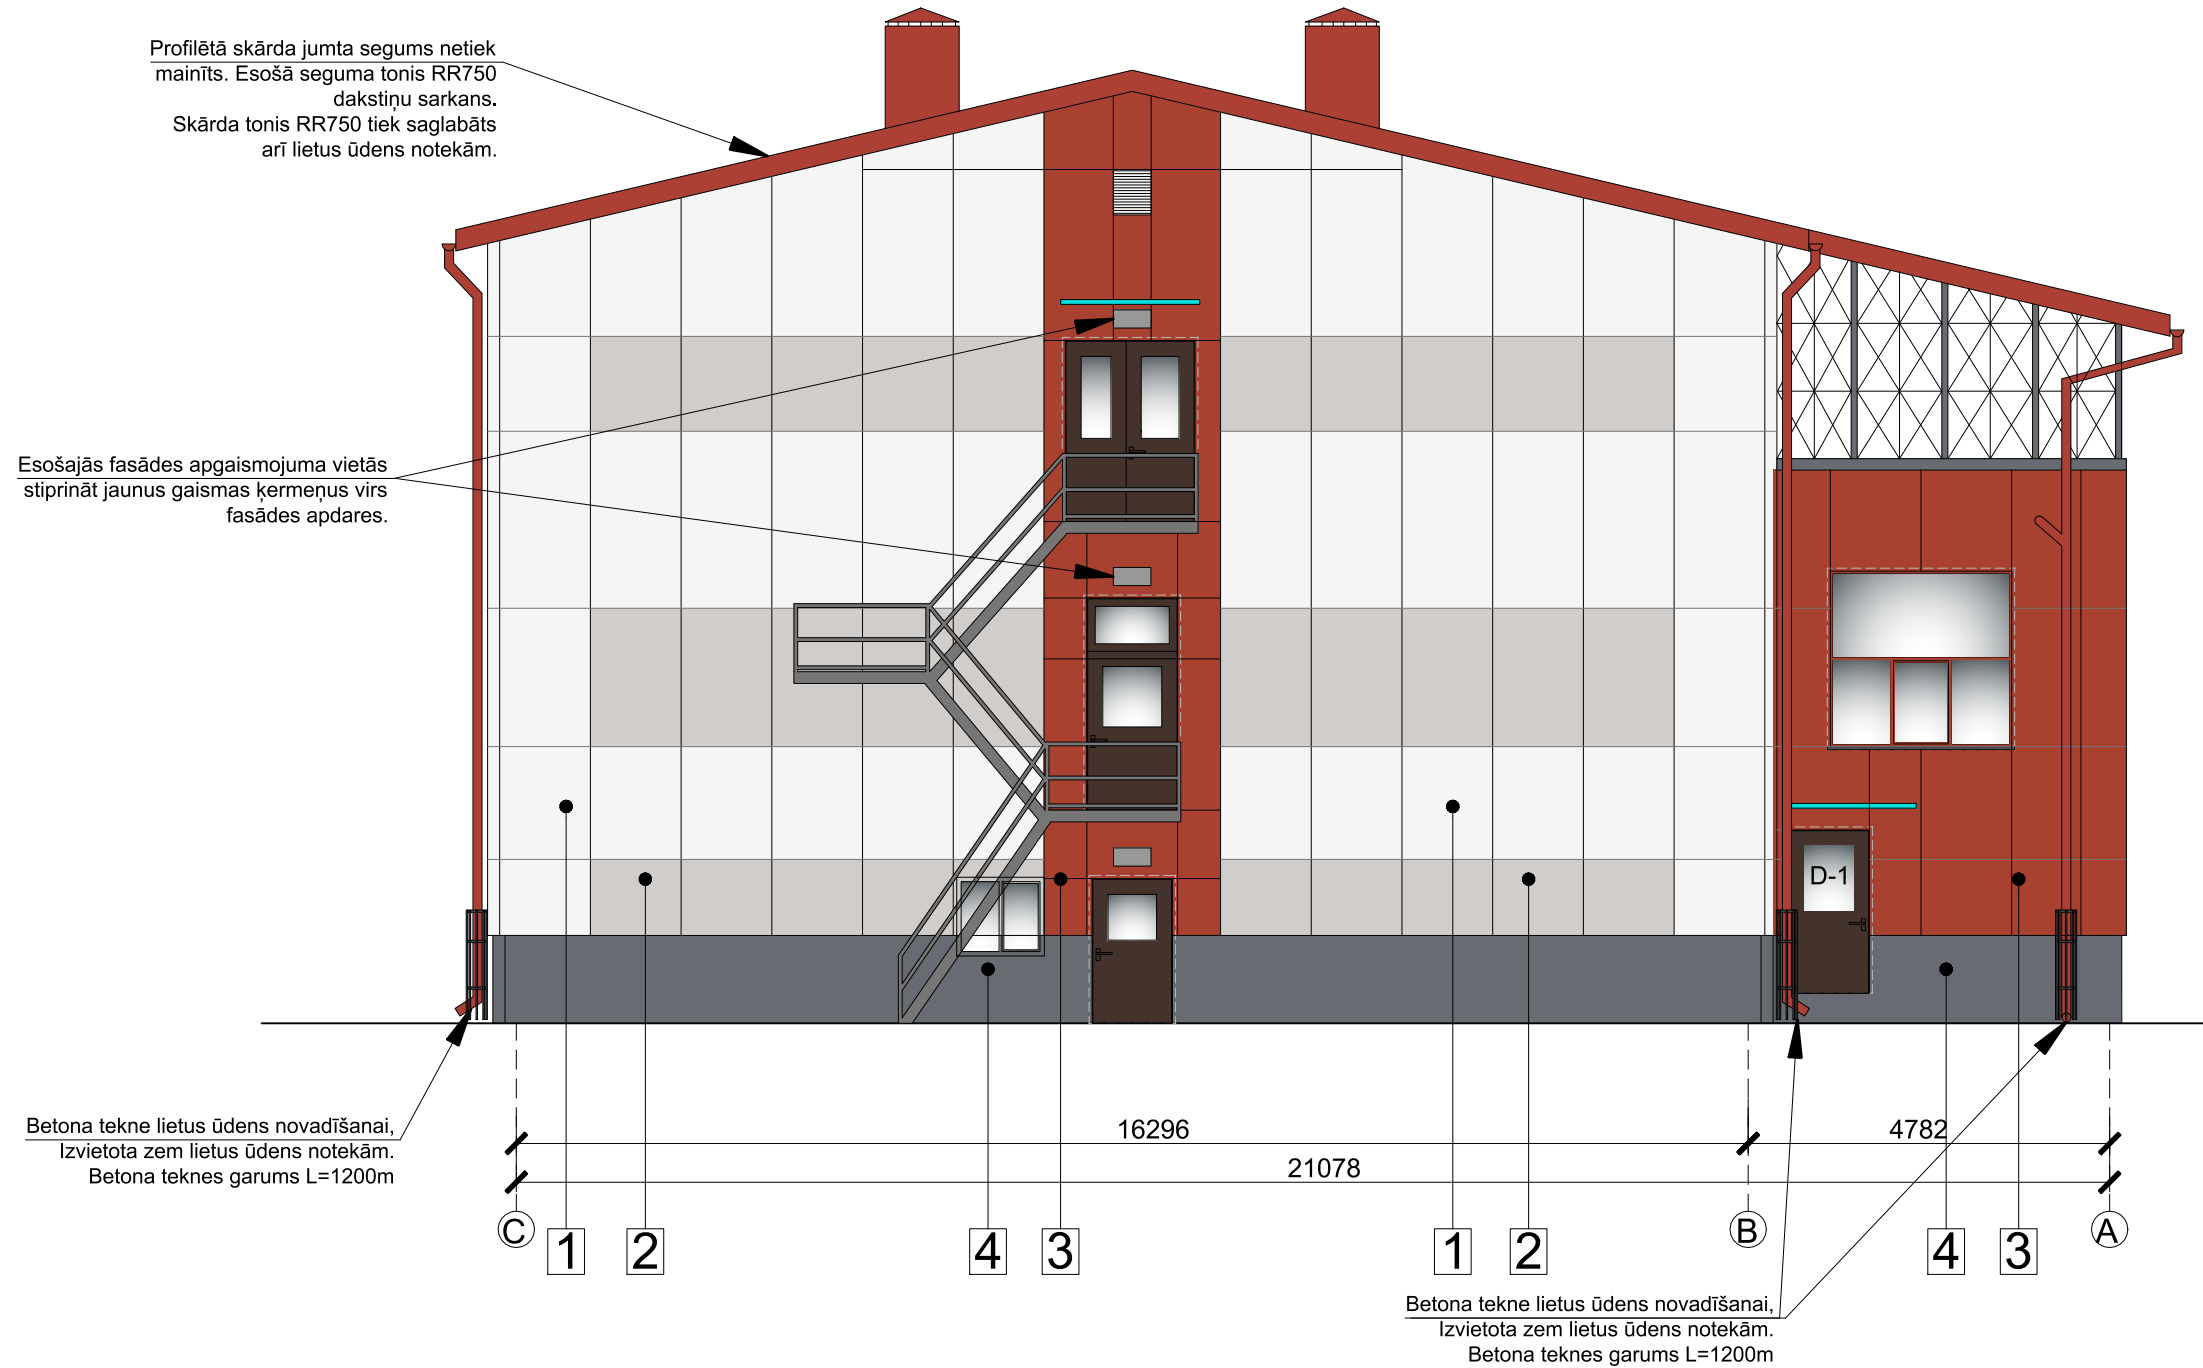 Profilētā skārda jumta segums netiek
mainīts. Esošā seguma tonis RR750
dakstiņu sarkans.
Skārda tonis RR750 tiek saglabāts
arī lietus ūdens notekām.
Esošajās fasādes apgaismojuma vietās
stiprināt jaunus gaismas ķermeņus virs
fasādes apdares.
D-1
Betona tekne lietus ūdens novadīšanai,
Izvietota zem lietus ūdens notekām.
Betona teknes garums L=1200m
16296
4782
21078
C
B
A
1
2
4
3
1
2
4
3
Betona tekne lietus ūdens novadīšanai,
Izvietota zem lietus ūdens notekām.
Betona teknes garums L=1200m